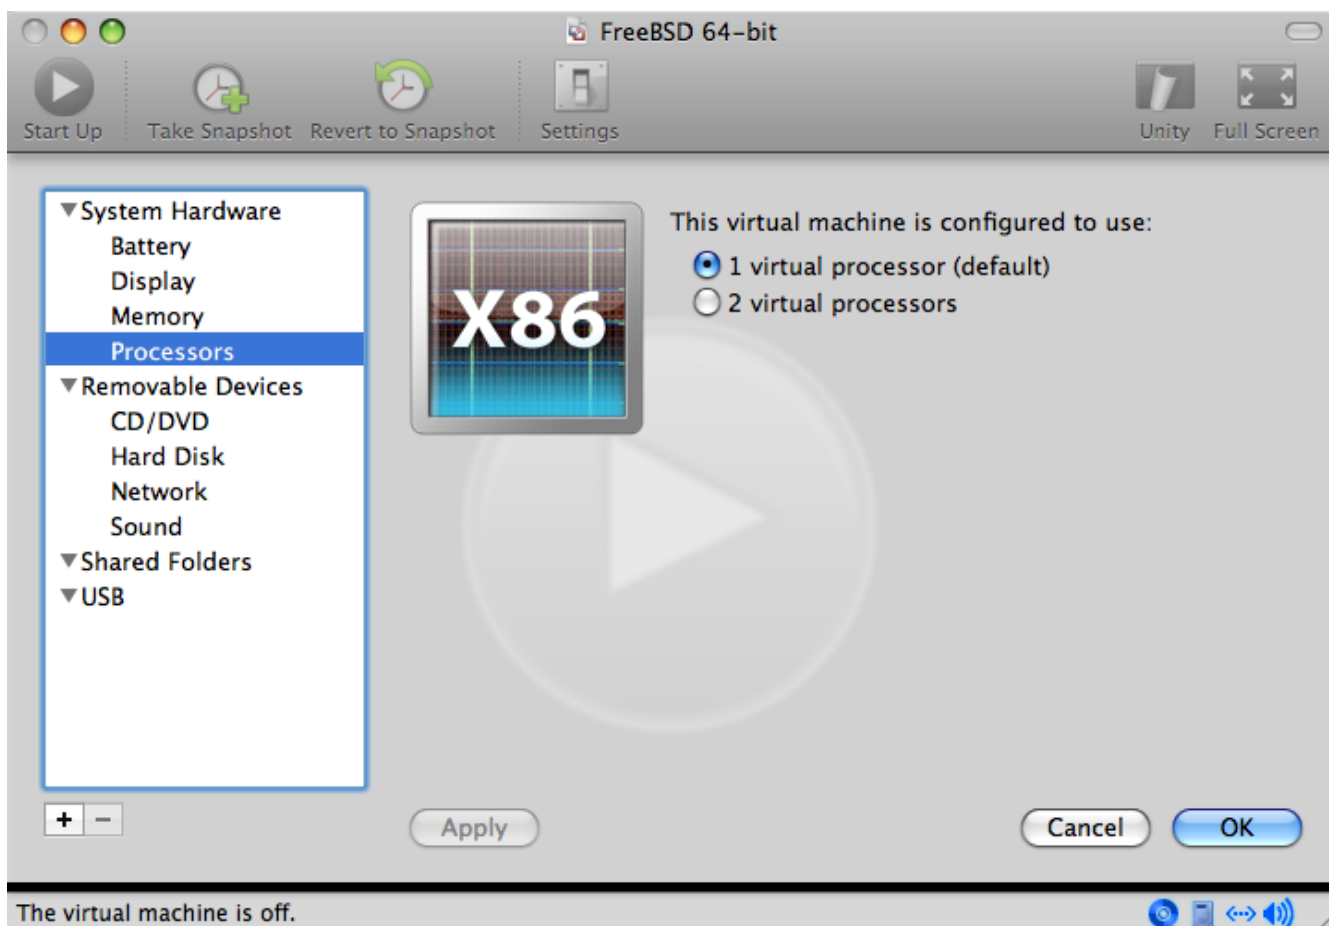 FreeBSD 64-bit
Start Up Take Snapshot Revert to Snapshot Settings Unity Full Screen
System Hardware
Battery
Display
Memory
Processors
Removable Devices
CD/DVD
Hard Disk
Network
Sound
Shared Folders
USB
X86
This virtual machine is configured to use:
1 virtual processor (default)
2 virtual processors
+ −
Apply
Cancel
OK
The virtual machine is off.